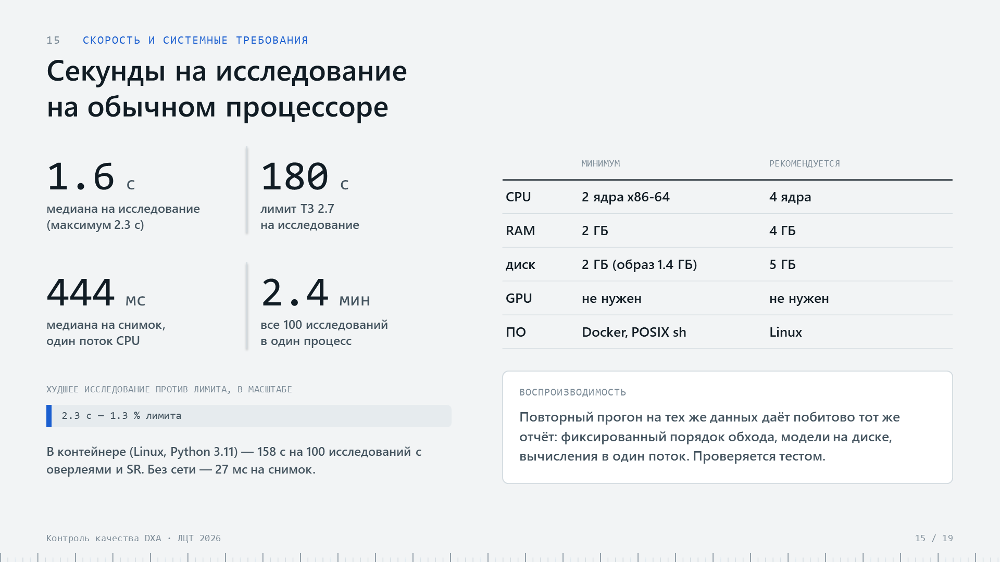 15 СКОРОСТЬ И СИСТЕМНЫЕ ТРЕБОВАНИЯ
Секунды на исследование
на обычном процессоре
1.6 с
медиана на исследование
(максимум 2.3 с)
180 с
лимит ТЗ 2.7
на исследование
444 мс
медиана на снимок,
один поток CPU
2.4 мин
все 100 исследований
в один процесс
ХУДШЕЕ ИССЛЕДОВАНИЕ ПРОТИВ ЛИМИТА, В МАСШТАБЕ
2.3 с — 1.3 % лимита
В контейнере (Linux, Python 3.11) — 158 с на 100 исследований с
оверлеями и SR. Без сети — 27 мс на снимок.
МИНИМУМ РЕКОМЕНДУЕТСЯ
CPU 2 ядра x86-64 4 ядра
RAM 2 ГБ 4 ГБ
диск 2 ГБ (образ 1.4 ГБ) 5 ГБ
GPU не нужен не нужен
ПО Docker, POSIX sh Linux
ВОСПРОИЗВОДИМОСТЬ
Повторный прогон на тех же данных даёт побитово тот же
отчёт: фиксированный порядок обхода, модели на диске,
вычисления в один поток. Проверяется тестом.
Контроль качества DXA · ЛЦТ 2026
15 / 19